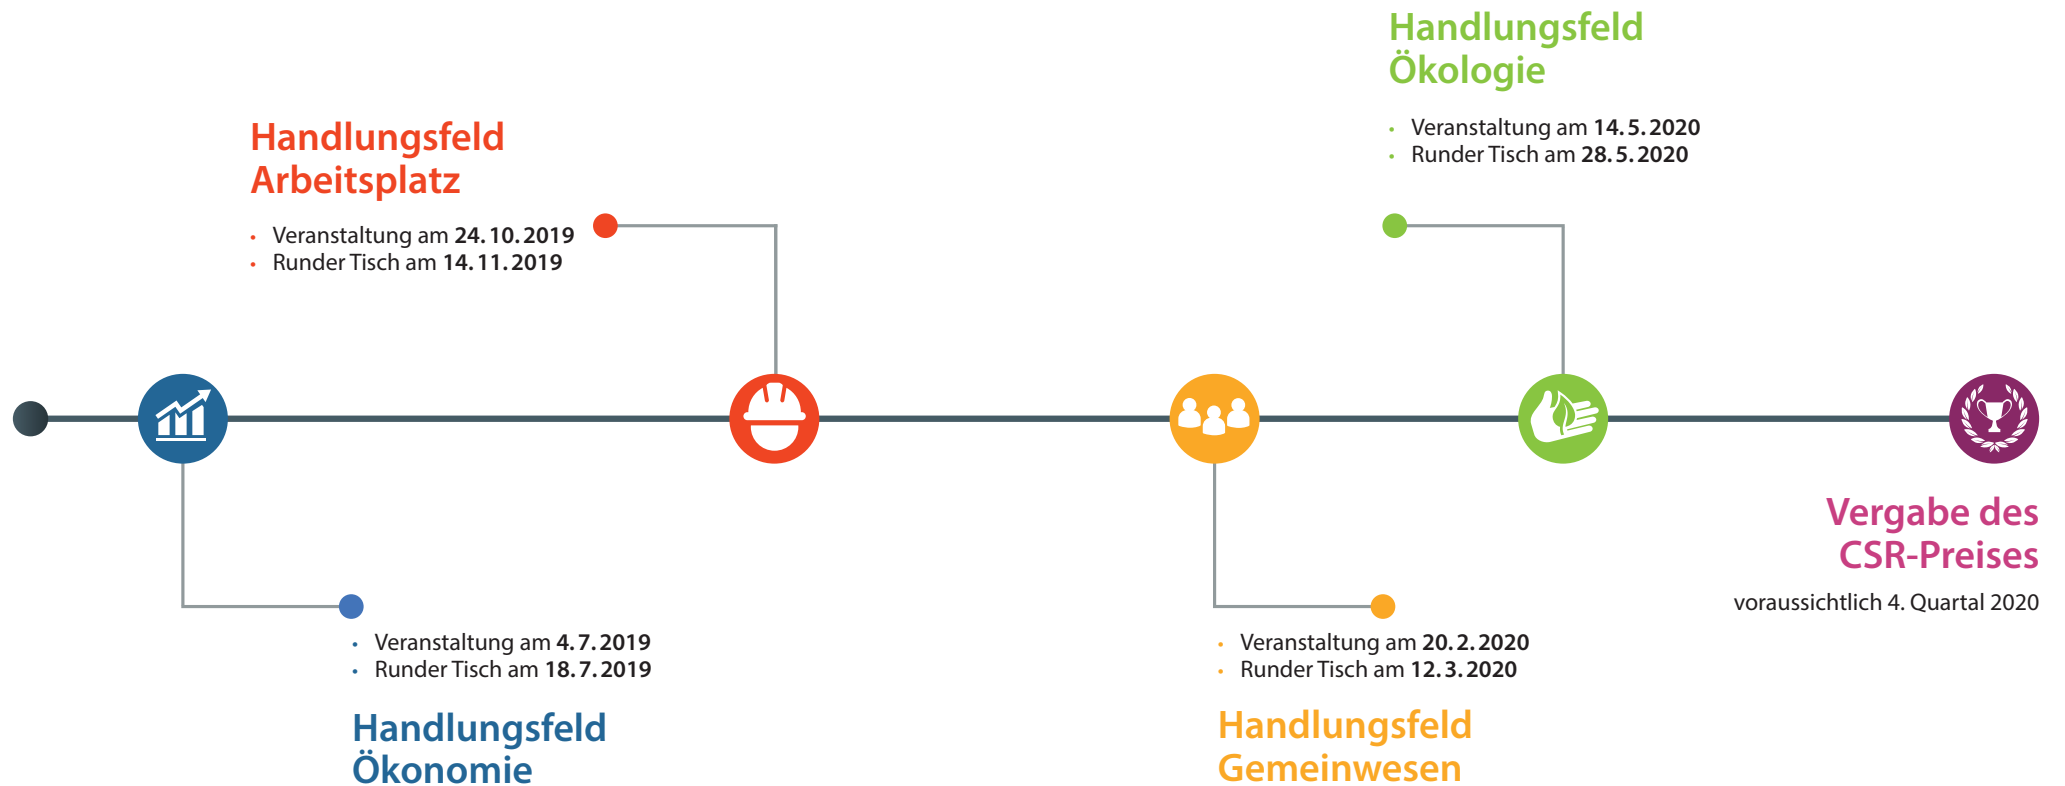 Handlungsfeld
Ökonomie
• Veranstaltung am 4.7.2019
• Runder Tisch am 18.7.2019
Handlungsfeld
Arbeitsplatz
• Veranstaltung am 24.10.2019
• Runder Tisch am 14.11.2019
Handlungsfeld
Gemeinwesen
• Veranstaltung am 20.2.2020
• Runder Tisch am 12.3.2020
Handlungsfeld
Ökologie
• Veranstaltung am 14.5.2020
• Runder Tisch am 28.5.2020
Vergabe des
CSR-Preises
voraussichtlich 4. Quartal 2020